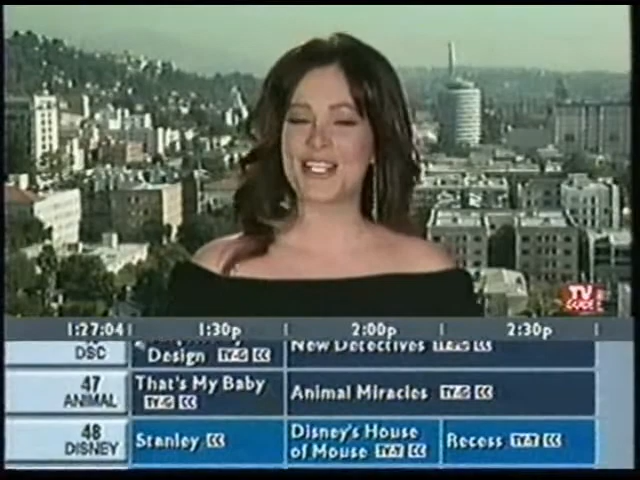 TV
GUIDE
1:27:04 1:30p 2:00p 2:30p
DSC
Design TV-G CC
New Detectives TV-PG CC
47
ANIMAL
That's My Baby
TV-G CC
Animal Miracles TV-G CC
48
DISNEY
Stanley CC
Disney's House
of Mouse TV-Y CC
Recess TV-Y CC